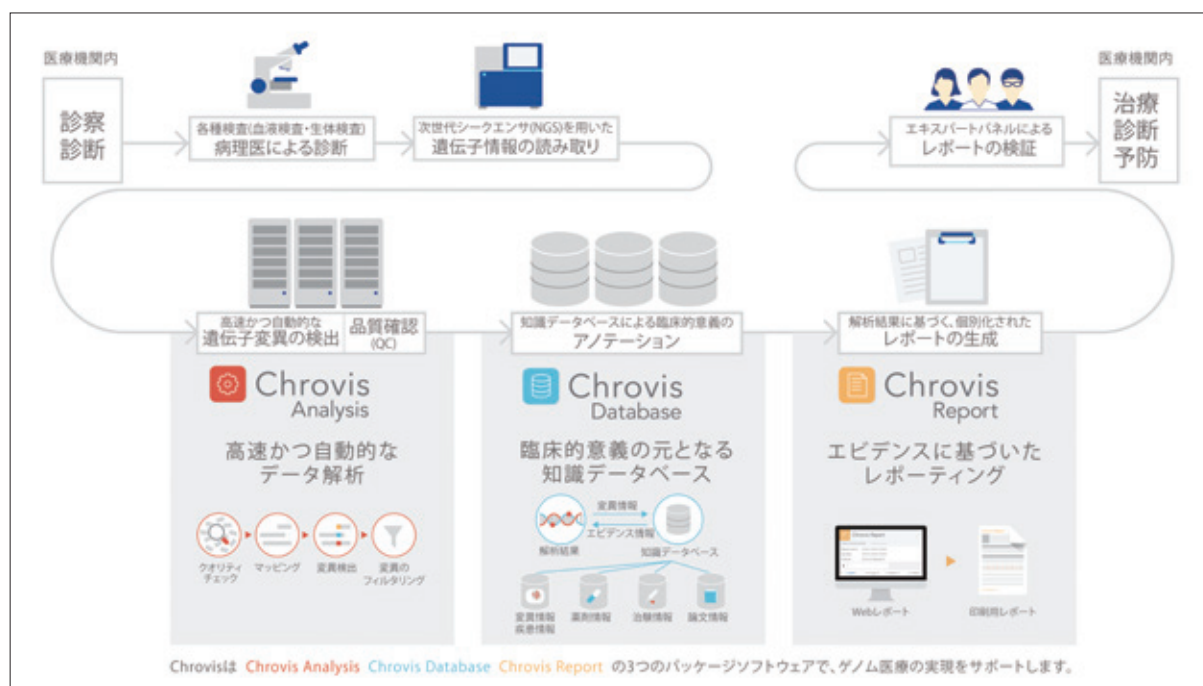 医療機関内
診察
診断
各種検査(血液検査・生体検査)
病理医による診断
次世代シークエンサ(NGS)を用いた
遺伝子情報の読み取り
エキスパートパネルによる
レポートの検証
医療機関内
治療
診断
予防
高速かつ自動的な
遺伝子変異の検出
品質確認
(QC)
知識データベースによる臨床的意義の
アノテーション
解析結果に基づく、個別化された
レポートの生成
Chrovis
Analysis
高速かつ自動的な
データ解析
クオリティ
チェック
マッピング
変異検出
変異の
フィルタリング
Chrovis
Database
臨床的意義の元となる
知識データベース
変異情報
エビデンス情報
解析結果
知識データベース
変異情報
疾患情報
薬剤情報
治験情報
論文情報
Chrovis
Report
エビデンスに基づいた
レポーティング
Chrovis Report
Webレポート
印刷用レポート
Chrovisは Chrovis Analysis Chrovis Database Chrovis Report の3つのパッケージソフトウェアで、ゲノム医療の実現をサポートします。